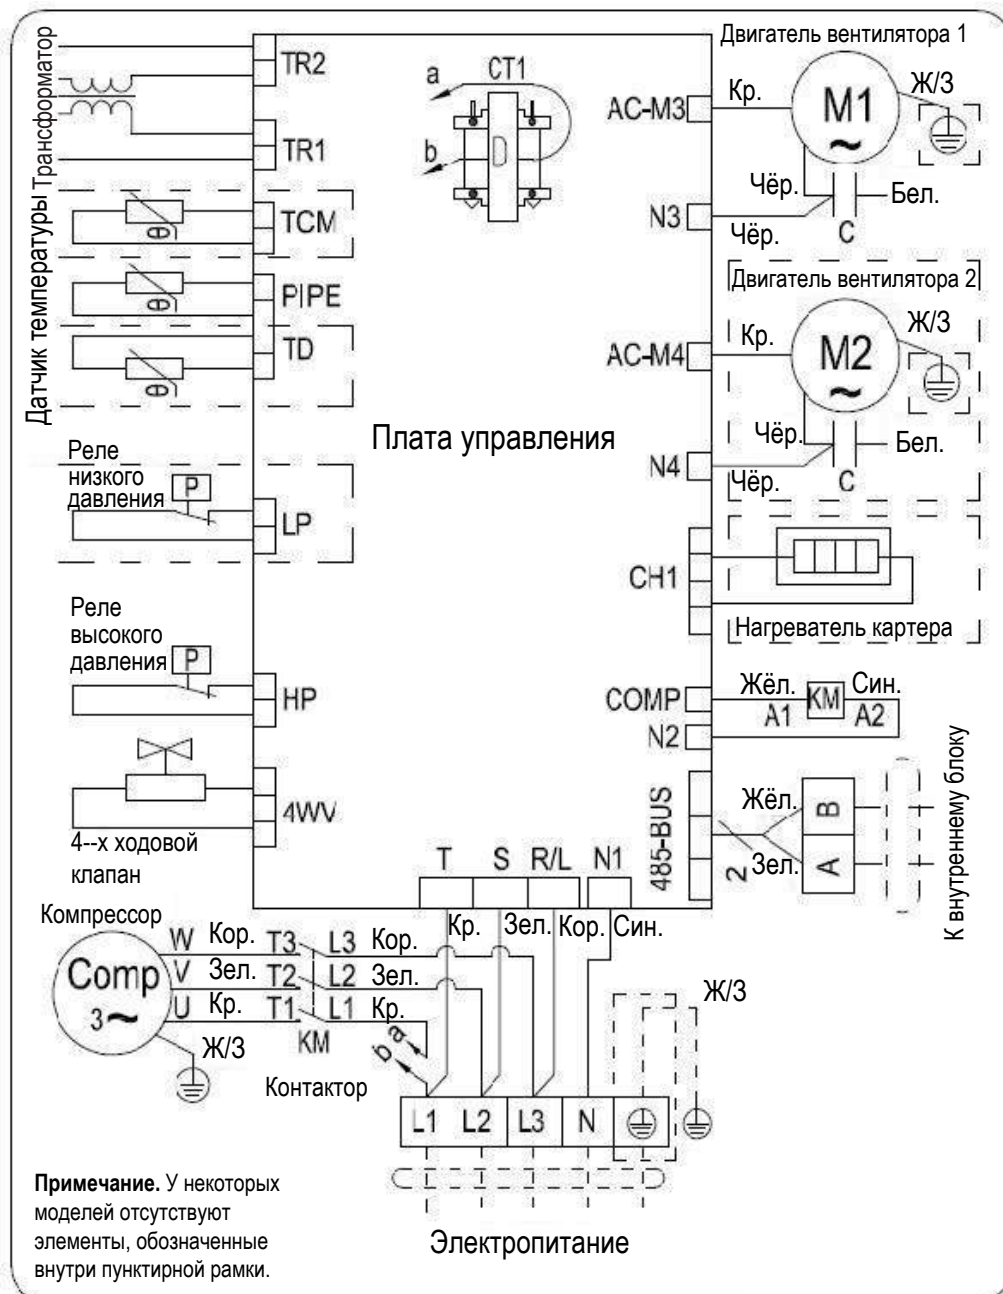 Трансформатор
Датчик температуры
TR2
TR1
TCM
PIPE
TD
θ
θ
θ
Реле
низкого
давления
P
LP
Реле
высокого
давления
P
HP
4WV
4--х ходовой
клапан
a
CT1
b
Плата управления
Двигатель вентилятора 1
AC-M3
Кр.
M1
~
Ж/З
Чёр.
Бел.
N3
Чёр.
C
Двигатель вентилятора 2
AC-M4
Кр.
M2
~
Ж/З
Чёр.
Бел.
N4
Чёр.
C
CH1
Нагреватель картера
COMP
Жёл.
KM
Син.
A1
A2
N2
485-BUS
2
Жёл.
B
Зел.
A
К внутреннему блоку
T
S
R/L
N1
Кр.
Зел.
Кор.
Син.
Компрессор
Comp
3~
W
Кор.
T3
L3
Кор.
V
Зел.
T2
L2
Зел.
U
Кр.
T1
L1
Кр.
KM
Ж/З
Контактор
a
b
Ж/З
L1
L2
L3
N
Электропитание
Примечание. У некоторых
моделей отсутствуют
элементы, обозначенные
внутри пунктирной рамки.